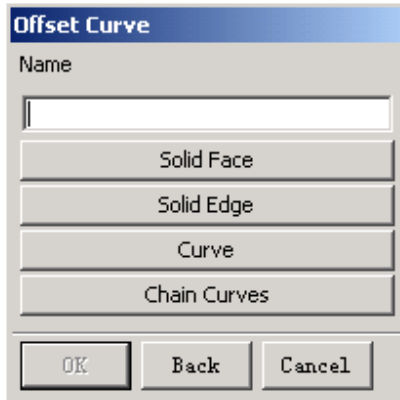 Offset Curve
Name
Solid Face
Solid Edge
Curve
Chain Curves
OK Back Cancel